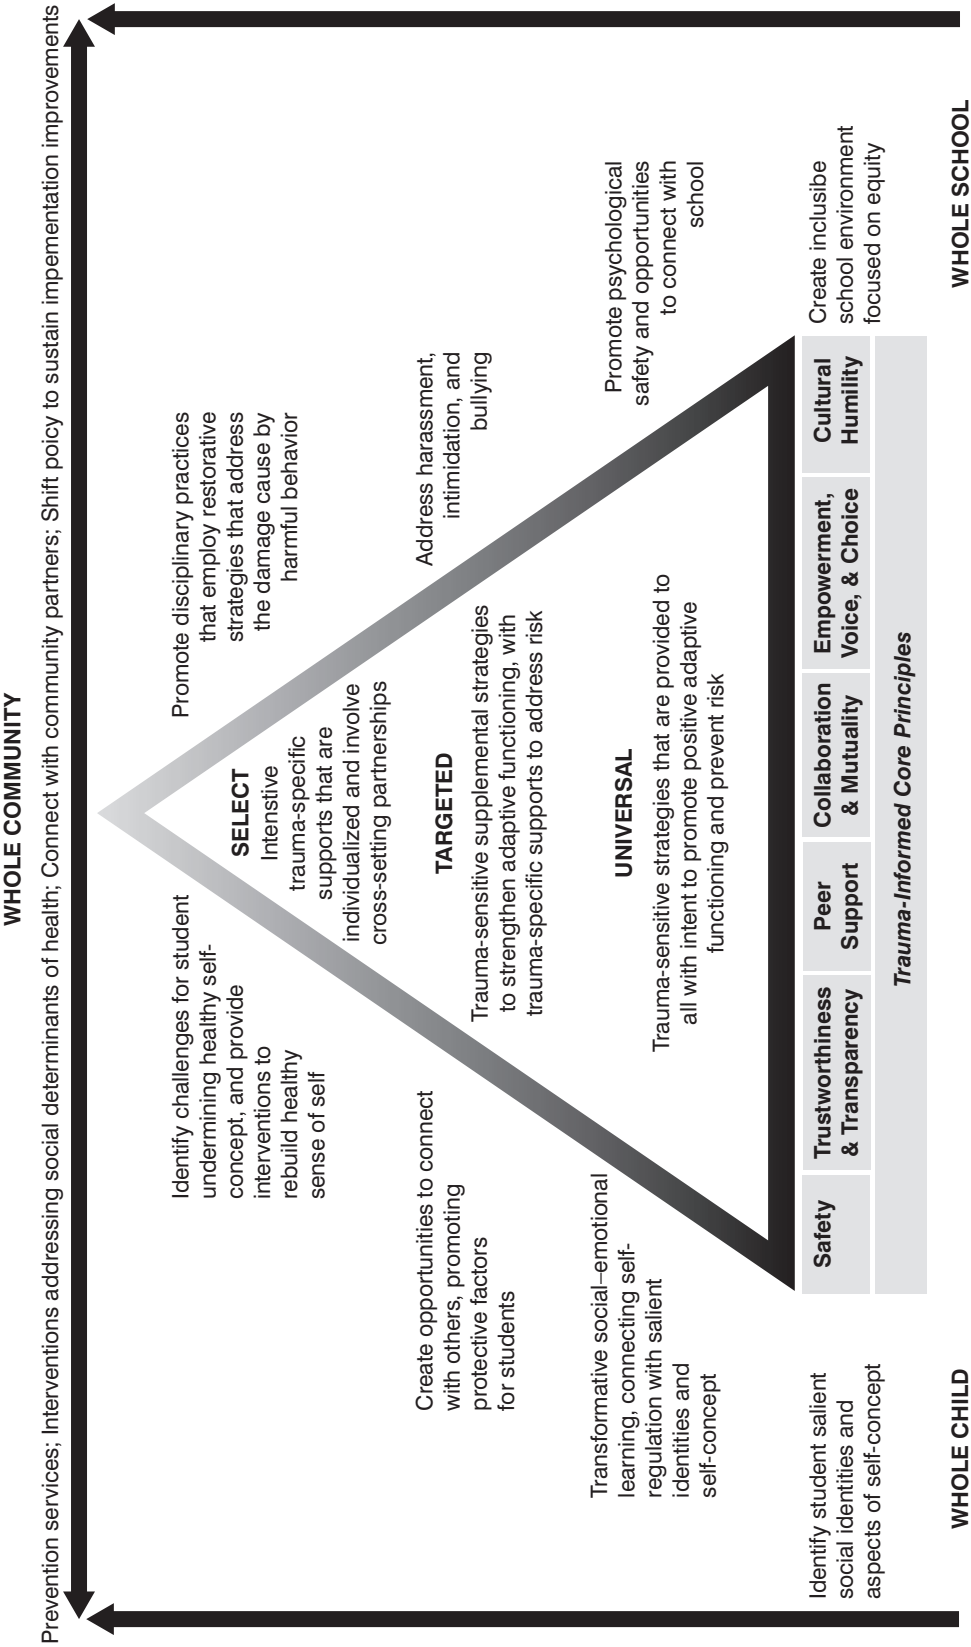 WHOLE COMMUNITY
Prevention services; Interventions addressing social determinants of health; Connect with community partners; Shift poicy to sustain impementation improvements
Identify challenges for student
undermining healthy self-
concept, and provide
interventions to
rebuild healthy
sense of self
SELECT
Intenstive
trauma-specific
supports that are
individualized and involve
cross-setting partnerships
Promote disciplinary practices
that employ restorative
strategies that address
the damage cause by
harmful behavior
Create opportunities to connect
with others, promoting
protective factors
for students
TARGETED
Trauma-sensitive supplemental strategies
to strengthen adaptive functioning, with
trauma-specific supports to address risk
Address harassment,
intimidation, and
bullying
Transformative social–emotional
learning, connecting self-
regulation with salient
identities and
self-concept
UNIVERSAL
Trauma-sensitive strategies that are provided to
all with intent to promote positive adaptive
functioning and prevent risk
Promote psychological
safety and opportunities
to connect with
school
Identify student salient
social identities and
aspects of self-concept
Safety
Trustworthiness
& Transparency
Peer
Support
Collaboration
& Mutuality
Empowerment,
Voice, & Choice
Cultural
Humility
Trauma-Informed Core Principles
Create inclusibe
school environment
focused on equity
WHOLE CHILD
WHOLE SCHOOL